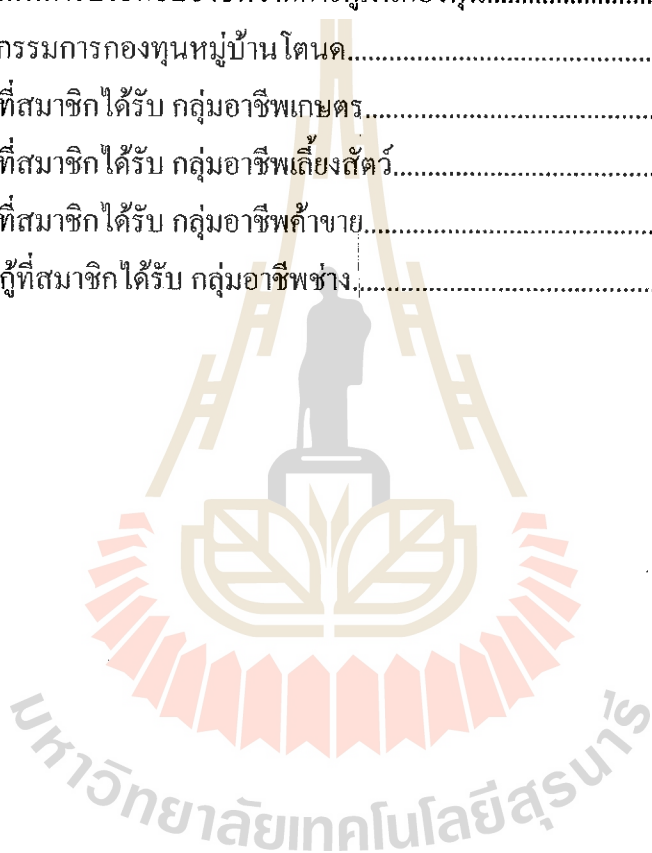 กรรมการกองทุนหมู่บ้านโตนด
ที่สมาชิกได้รับ กลุ่มอาชีพเกษตร
ที่สมาชิกได้รับ กลุ่มอาชีพเลี้ยงสัตว์
ที่สมาชิกได้รับ กลุ่มอาชีพค้าขาย
กู้ที่สมาชิกได้รับ กลุ่มอาชีพช่าง
มหาวิทยาลัยเทคโนโลยีสุรนารี